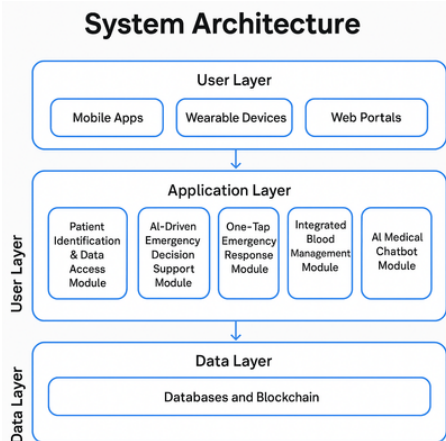 System Architecture
User Layer
Mobile Apps
Wearable Devices
Web Portals
Application Layer
Patient
Identification
& Data
Access
Module
AI-Driven
Emergency
Decision
Support
Module
One-Tap
Emergency
Response
Module
Integrated
Blood
Management
Module
AI Medical
Chatbot
Module
User Layer
Data Layer
Databases and Blockchain
Data Layer